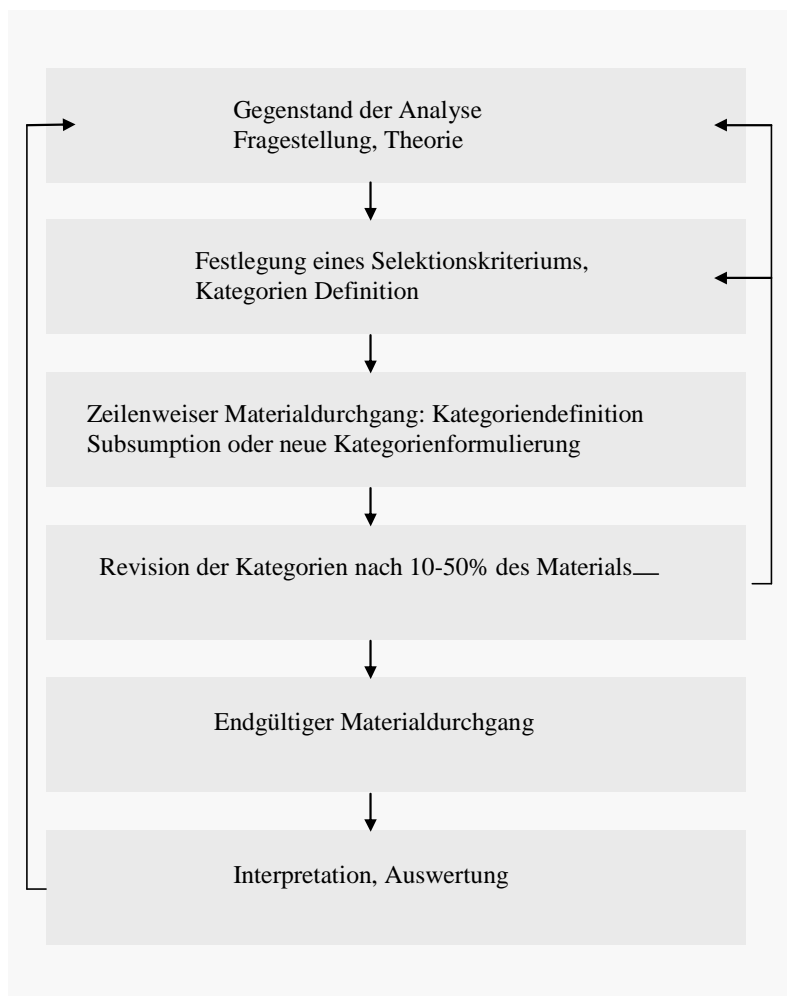 Gegenstand der Analyse
Fragestellung, Theorie
Festlegung eines Selektionskriteriums,
Kategorien Definition
Zeilenweiser Materialdurchgang: Kategoriendefinition
Subsumption oder neue Kategorienformulierung
Revision der Kategorien nach 10-50% des Materials
Endgültiger Materialdurchgang
Interpretation, Auswertung